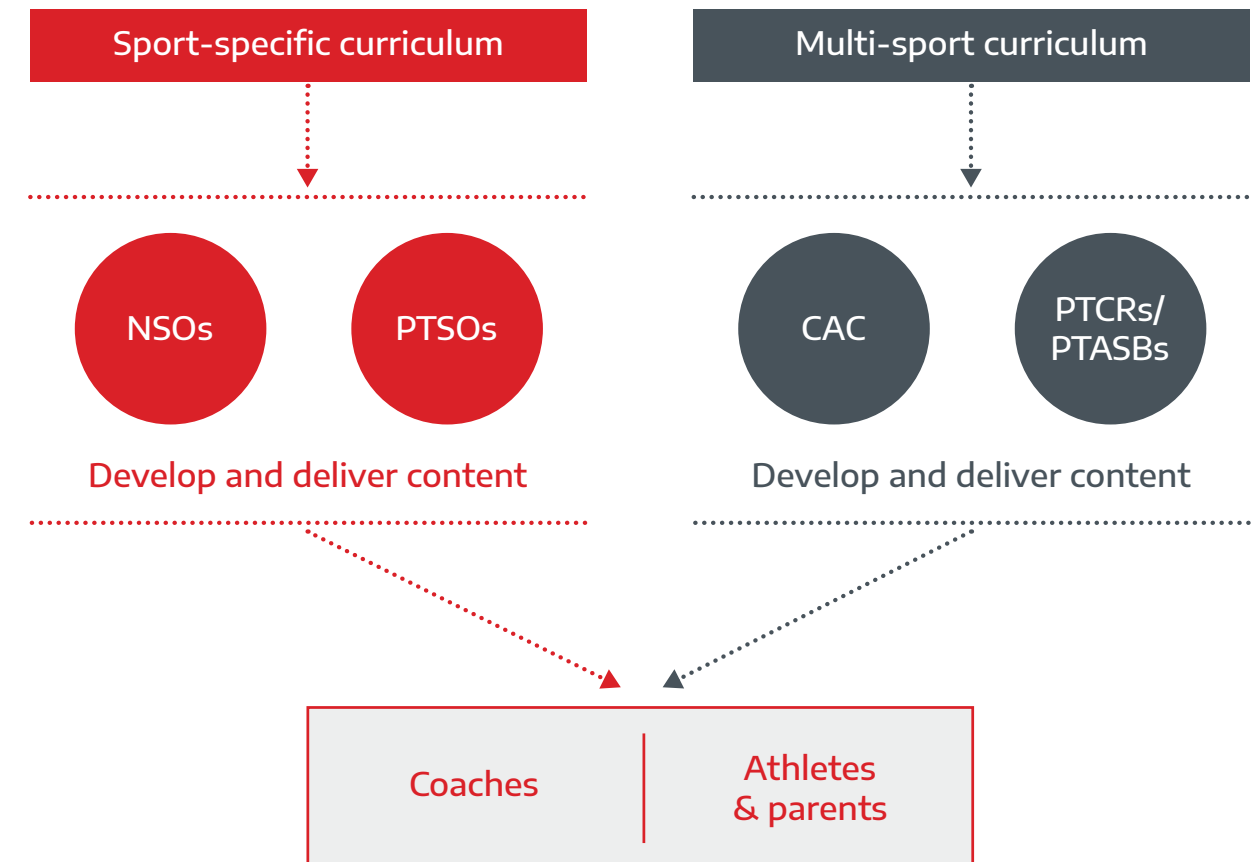 Sport-specific curriculum
Multi-sport curriculum
NSOs
PTSOs
CAC
PTCRs/
PTASBs
Develop and deliver content
Develop and deliver content
Coaches
Athletes
& parents